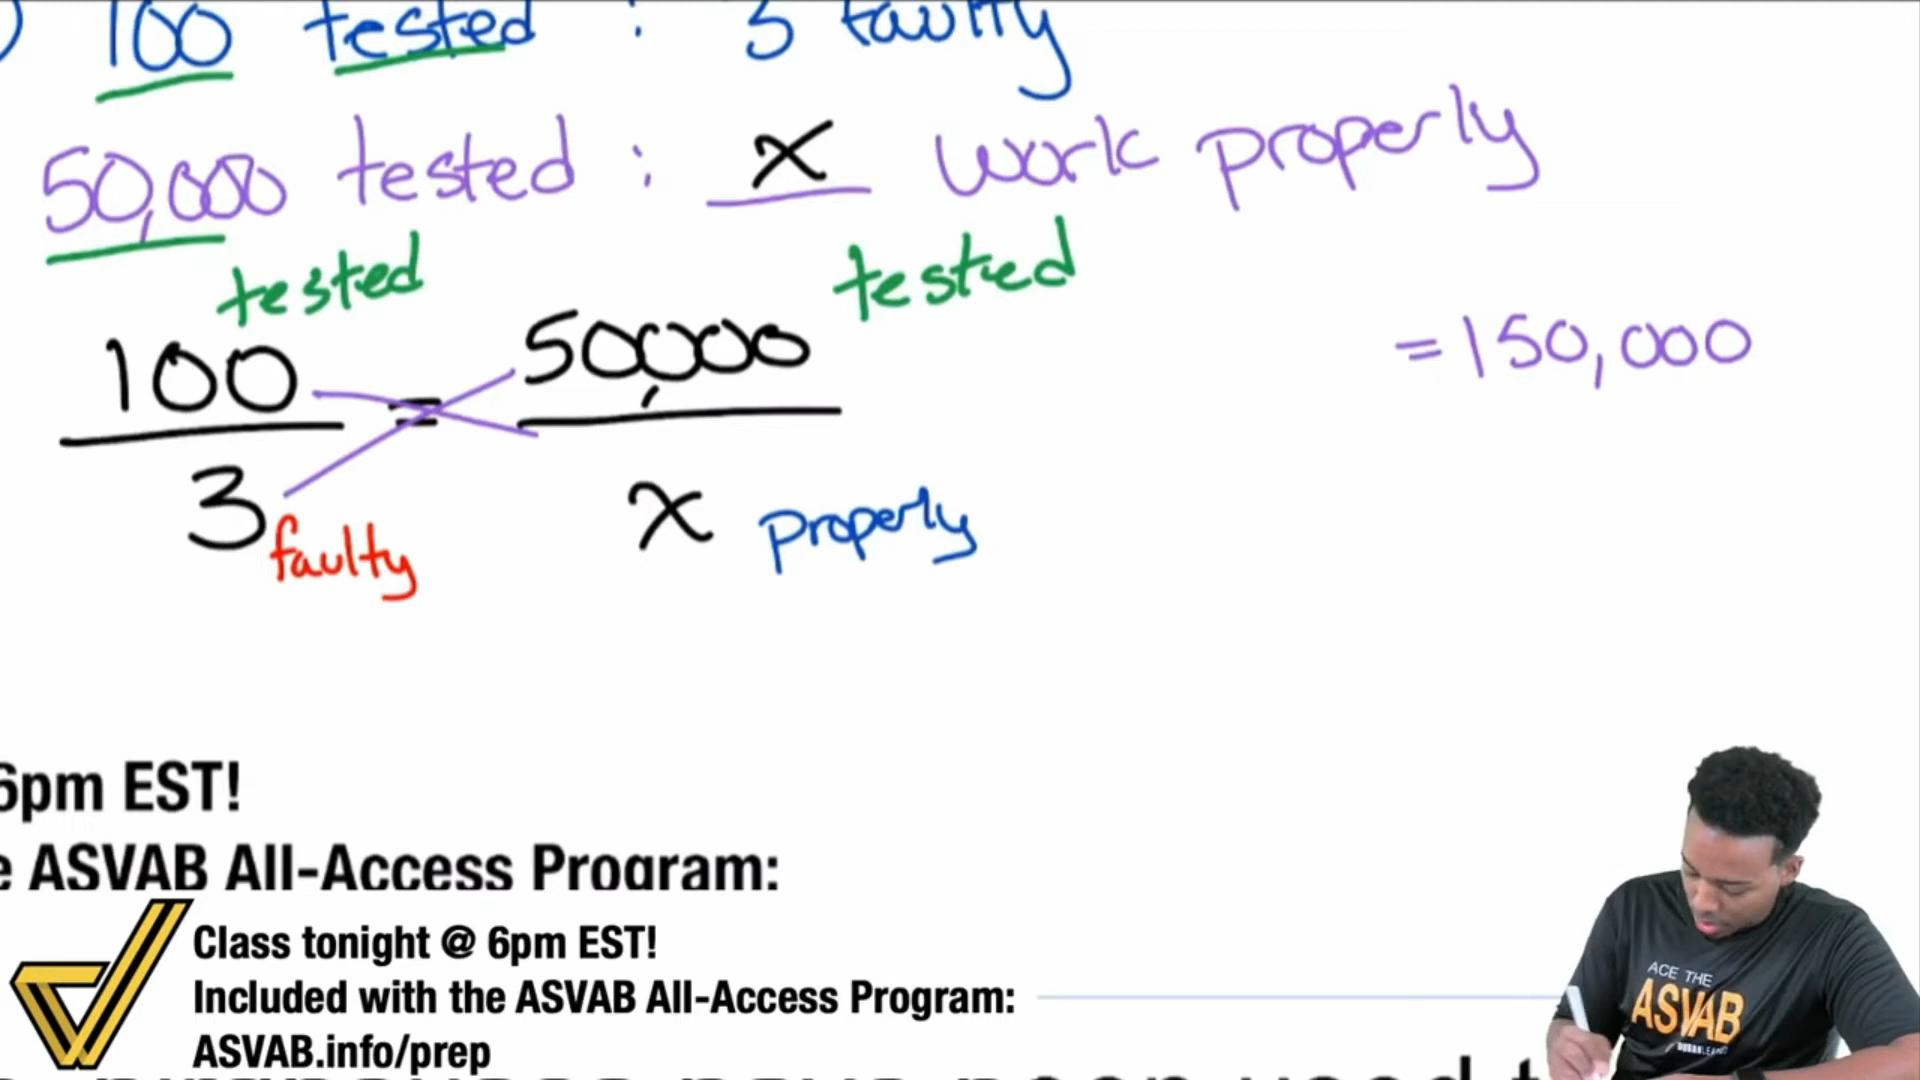 100 tested : 3 faulty
50,000 tested : x work properly
tested tested
100 = 50,000 = 150,000
3 faulty x properly
6pm EST!
e ASVAB All-Access Program:
Class tonight @ 6pm EST!
Included with the ASVAB All-Access Program:
ASVAB.info/prep
ACE THE
ASVAB